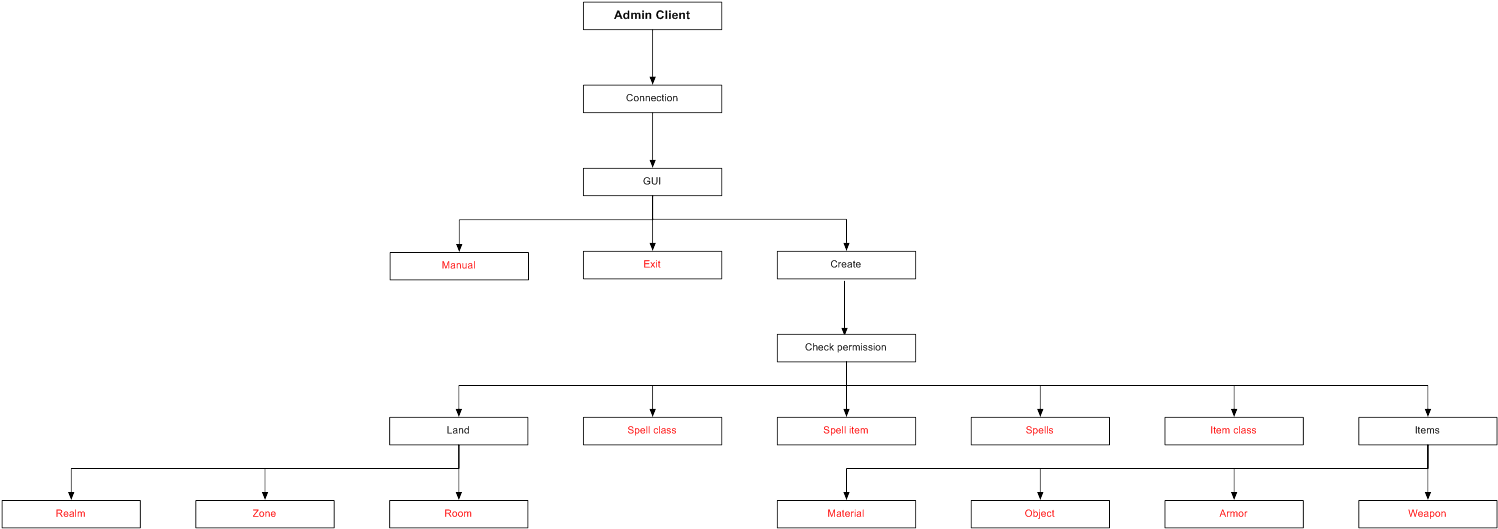 Admin Client
Connection
GUI
Manual
Exit
Create
Check permission
Land
Spell class
Spell item
Spells
Item class
Items
Realm
Zone
Room
Material
Object
Armor
Weapon